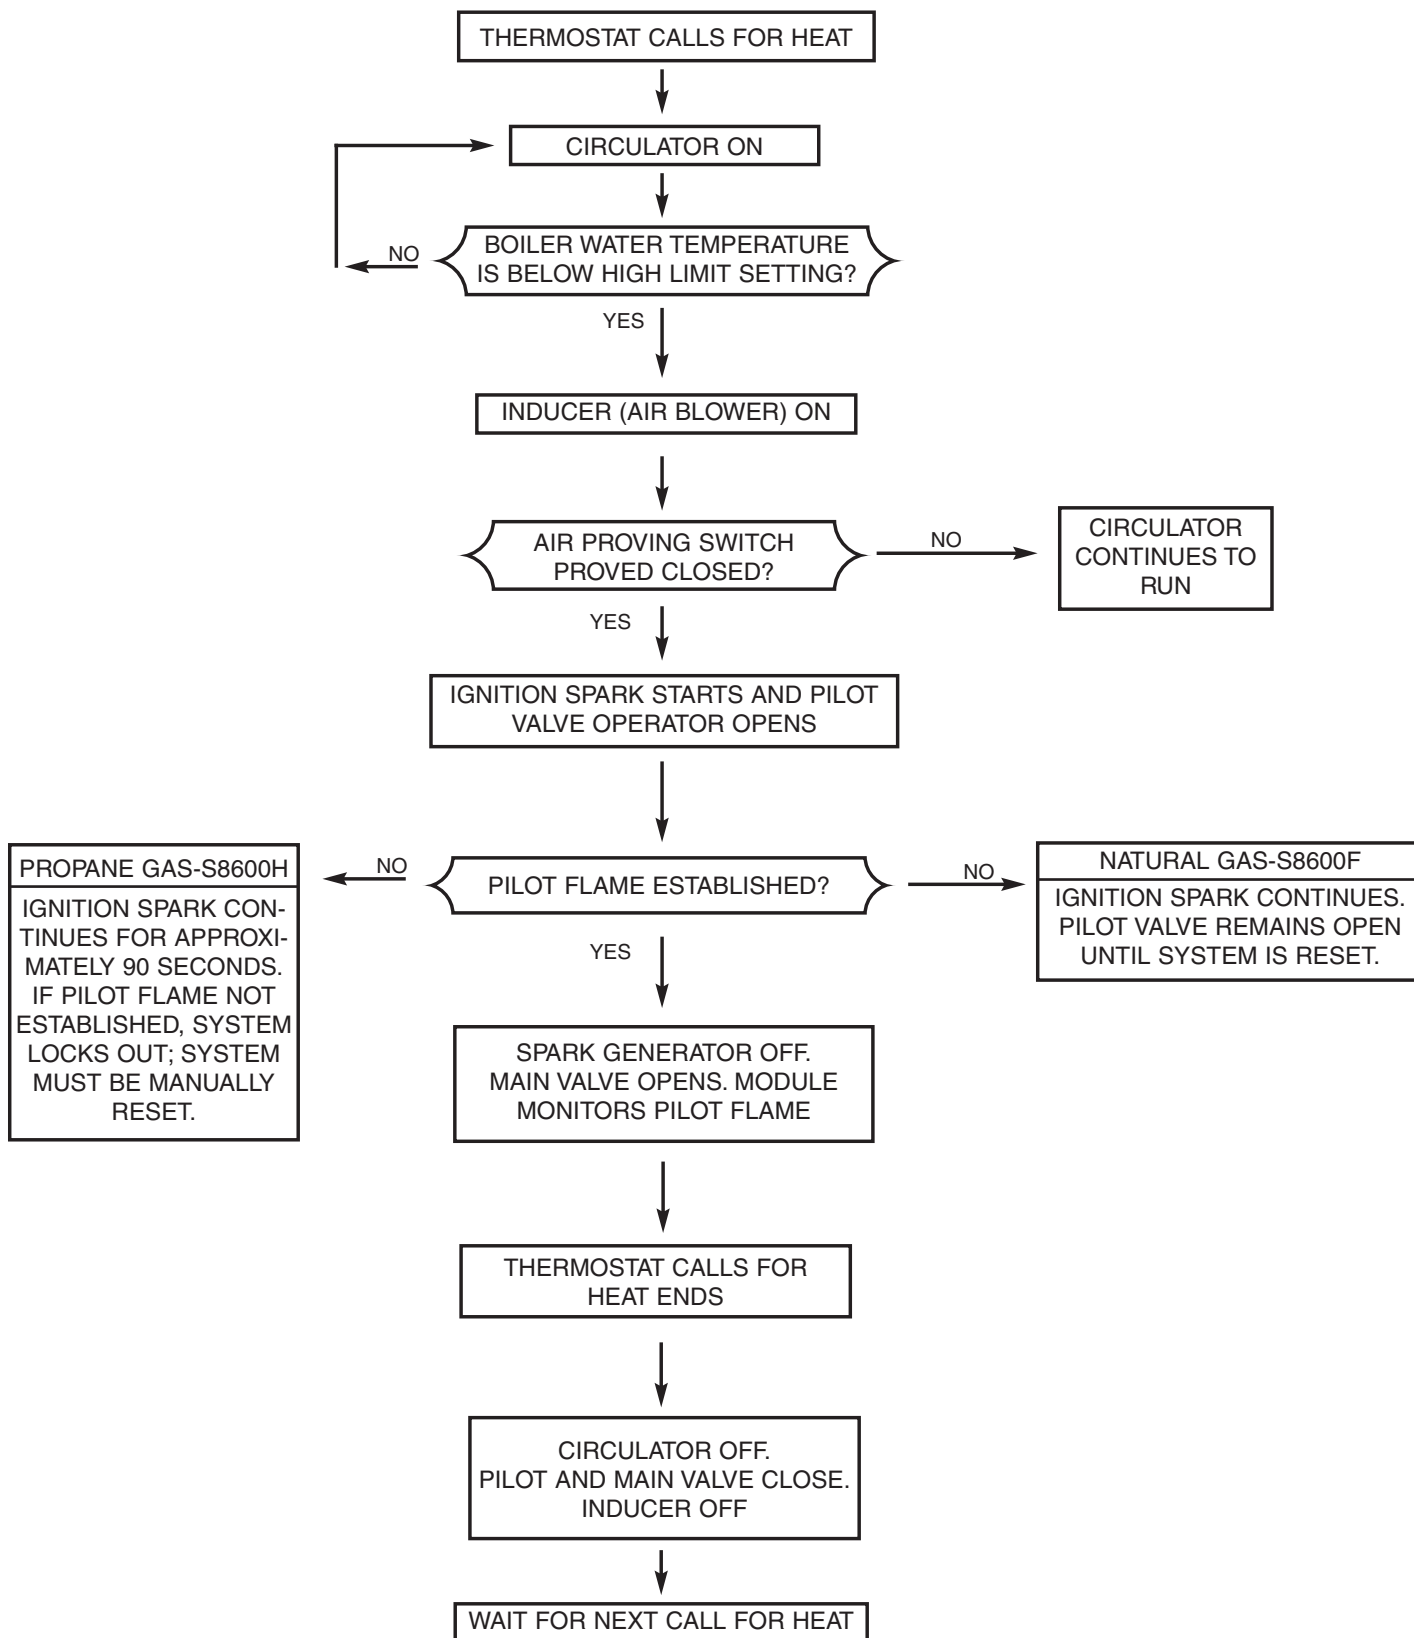 THERMOSTAT CALLS FOR HEAT
CIRCULATOR ON
BOILER WATER TEMPERATURE
IS BELOW HIGH LIMIT SETTING?
NO
YES
INDUCER (AIR BLOWER) ON
AIR PROVING SWITCH
PROVED CLOSED?
NO
CIRCULATOR
CONTINUES TO
RUN
YES
IGNITION SPARK STARTS AND PILOT
VALVE OPERATOR OPENS
PROPANE GAS-S8600H
IGNITION SPARK CON-
TINUES FOR APPROXI-
MATELY 90 SECONDS.
IF PILOT FLAME NOT
ESTABLISHED, SYSTEM
LOCKS OUT; SYSTEM
MUST BE MANUALLY
RESET.
NO
PILOT FLAME ESTABLISHED?
NO
NATURAL GAS-S8600F
IGNITION SPARK CONTINUES.
PILOT VALVE REMAINS OPEN
UNTIL SYSTEM IS RESET.
YES
SPARK GENERATOR OFF.
MAIN VALVE OPENS. MODULE
MONITORS PILOT FLAME
THERMOSTAT CALLS FOR
HEAT ENDS
CIRCULATOR OFF.
PILOT AND MAIN VALVE CLOSE.
INDUCER OFF
WAIT FOR NEXT CALL FOR HEAT